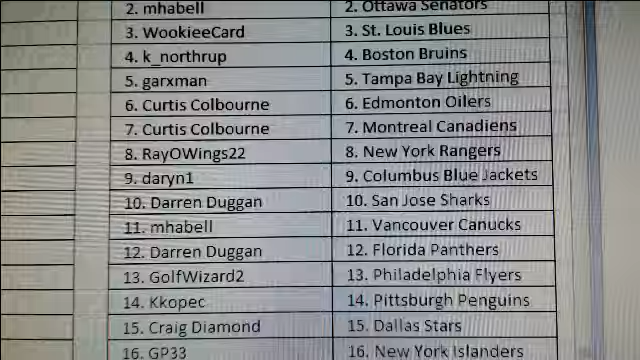 2. mhabell 2. Ottawa Senators
3. WookieeCard 3. St. Louis Blues
4. k_northrup 4. Boston Bruins
5. garxman 5. Tampa Bay Lightning
6. Curtis Colbourne 6. Edmonton Oilers
7. Curtis Colbourne 7. Montreal Canadiens
8. RayOWings22 8. New York Rangers
9. daryn1 9. Columbus Blue Jackets
10. Darren Duggan 10. San Jose Sharks
11. mhabell 11. Vancouver Canucks
12. Darren Duggan 12. Florida Panthers
13. GolfWizard2 13. Philadelphia Flyers
14. Kkopec 14. Pittsburgh Penguins
15. Craig Diamond 15. Dallas Stars
16. GP33 16. New York Islanders